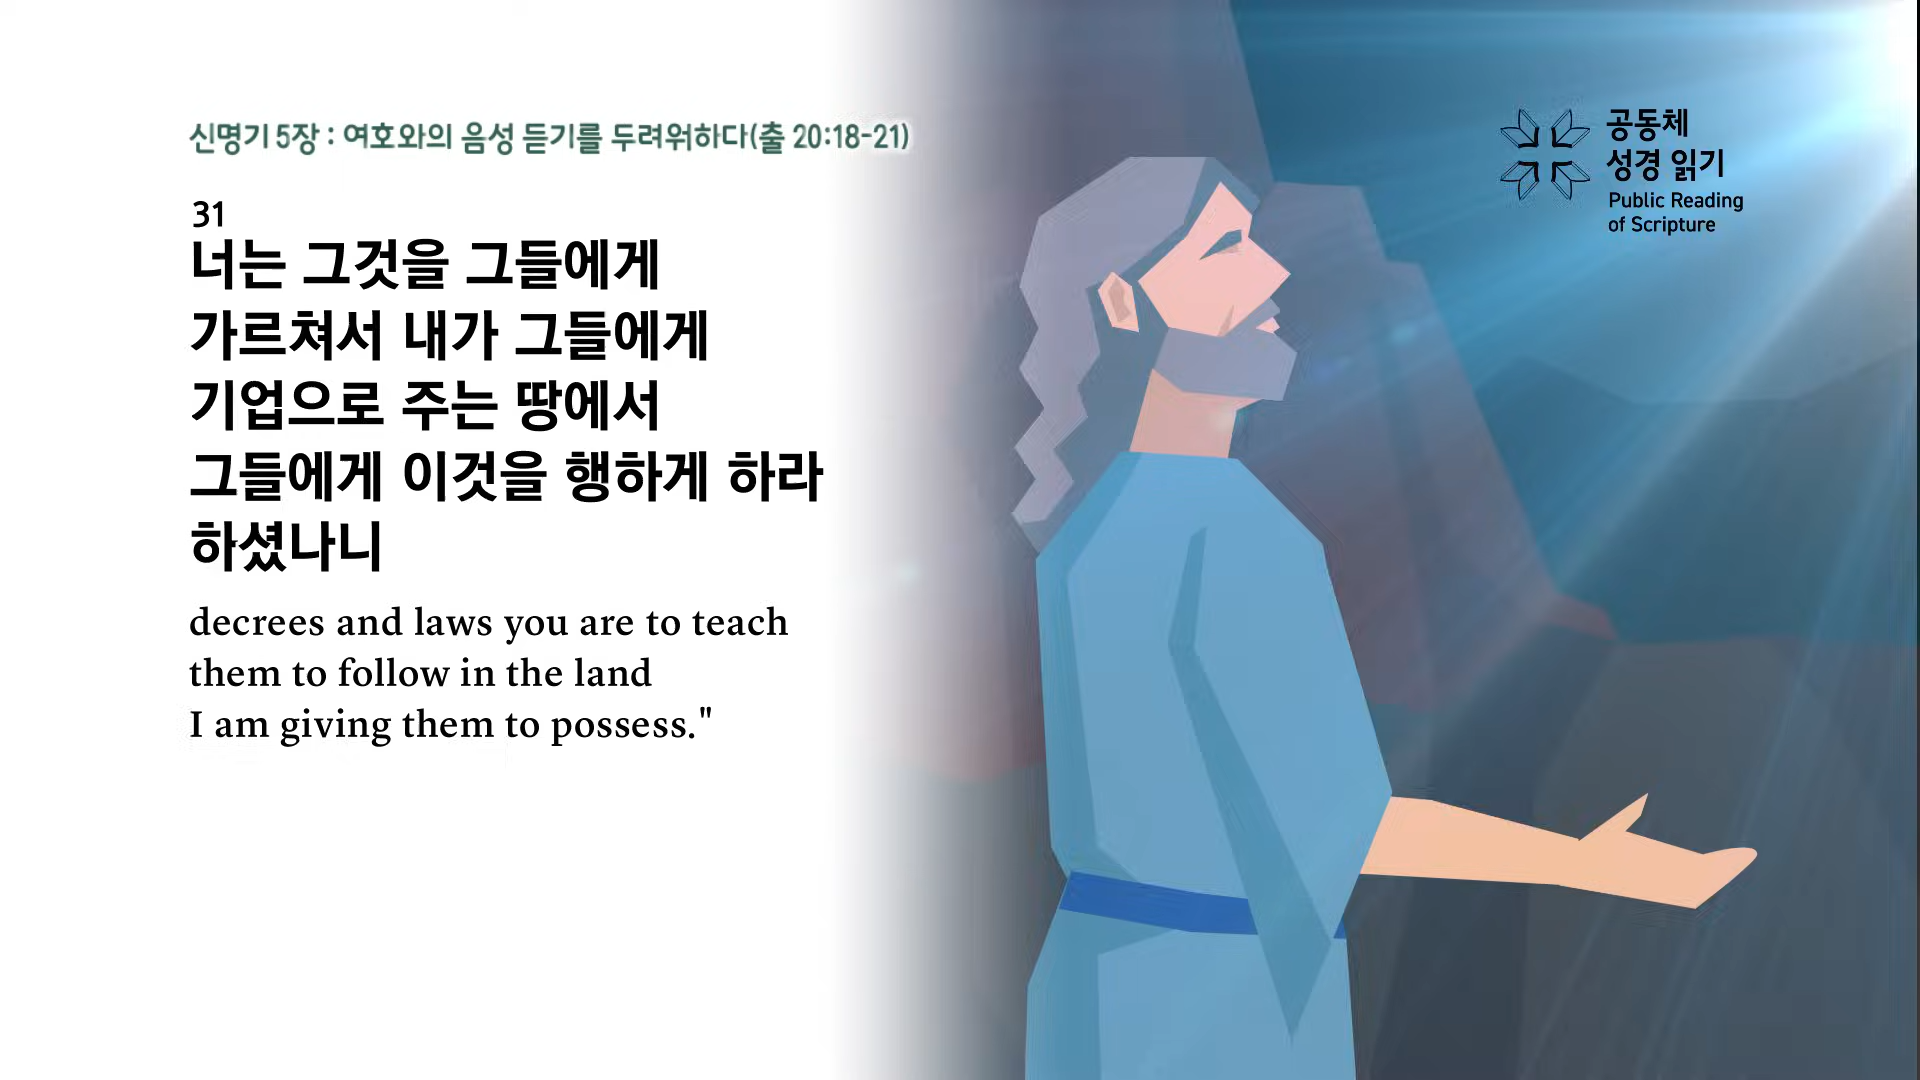 신명기 5장 : 여호와의 음성 듣기를 두려워하다(출 20:18-21)
31
너는 그것을 그들에게
가르쳐서 내가 그들에게
기업으로 주는 땅에서
그들에게 이것을 행하게 하라
하셨나니
decrees and laws you are to teach
them to follow in the land
I am giving them to possess."
공동체
성경 읽기
Public Reading
of Scripture